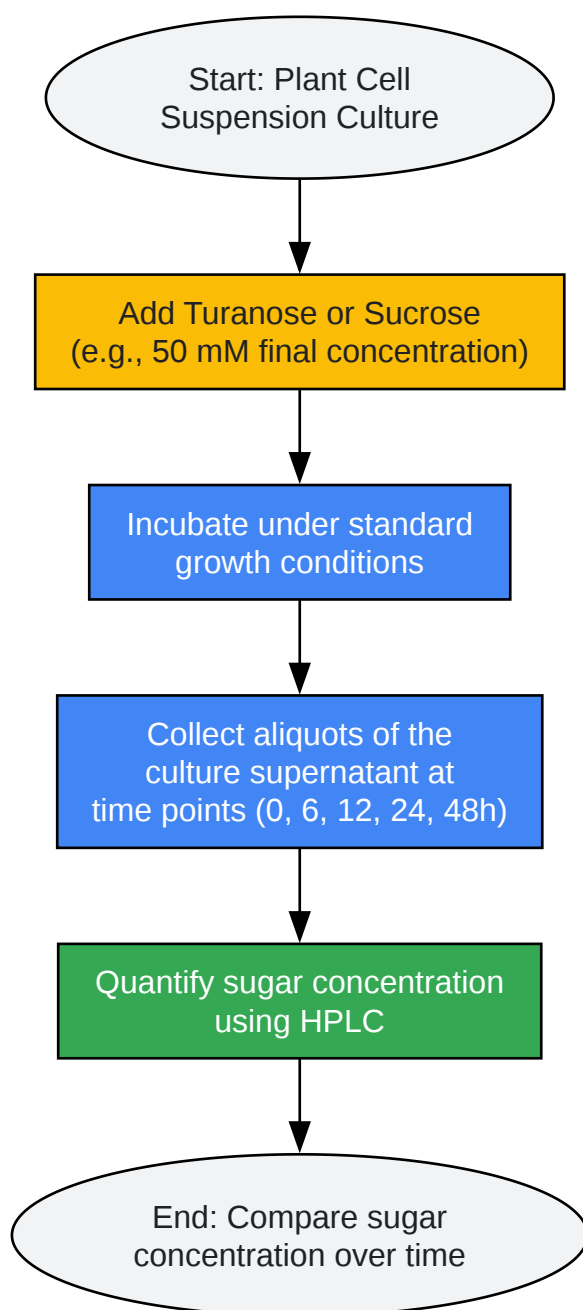 Start: Plant Cell
Suspension Culture
Add Turanose or Sucrose
(e.g., 50 mM final concentration)
Incubate under standard
growth conditions
Collect aliquots of the
culture supernatant at
time points (0, 6, 12, 24, 48h)
Quantify sugar concentration
using HPLC
End: Compare sugar
concentration over time